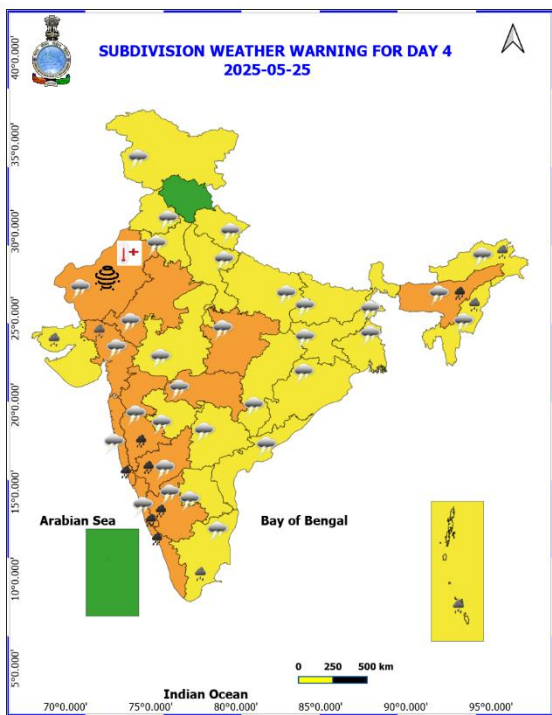 SUBDIVISION WEATHER WARNING FOR DAY 4
2025-05-25
40°0.000'
35°0.000'
30°0.000'
25°0.000'
20°0.000'
15°0.000'
10°0.000'
5°0.000'
Arabian Sea
Bay of Bengal
0 250 500 km
Indian Ocean
70°0.000' 75°0.000' 80°0.000' 85°0.000' 90°0.000' 95°0.000'